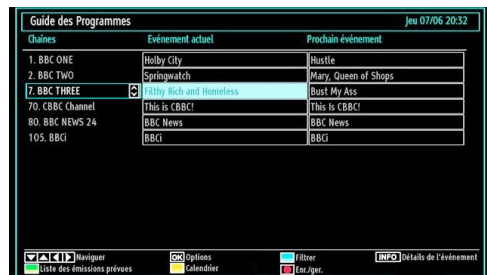 Guide des Programmes Jeu 07/06 20:32
Chaines Evénement actuel Prochain événement
1. BBC ONE Holby City Hustle
2. BBC TWO Springwatch Mary, Queen of Shops
7. BBC THREE Filthy Rich and Homeless Bust My Ass
70. CBBC Channel This is CBBC! This Is CBBC!
80. BBC NEWS 24 BBC News BBC News
105. BBCi BBCi BBCi
Naviguer OK Options Filtrer INFO Détails de l'événement
Liste des émissions prévues Calendrier Enr./ger.